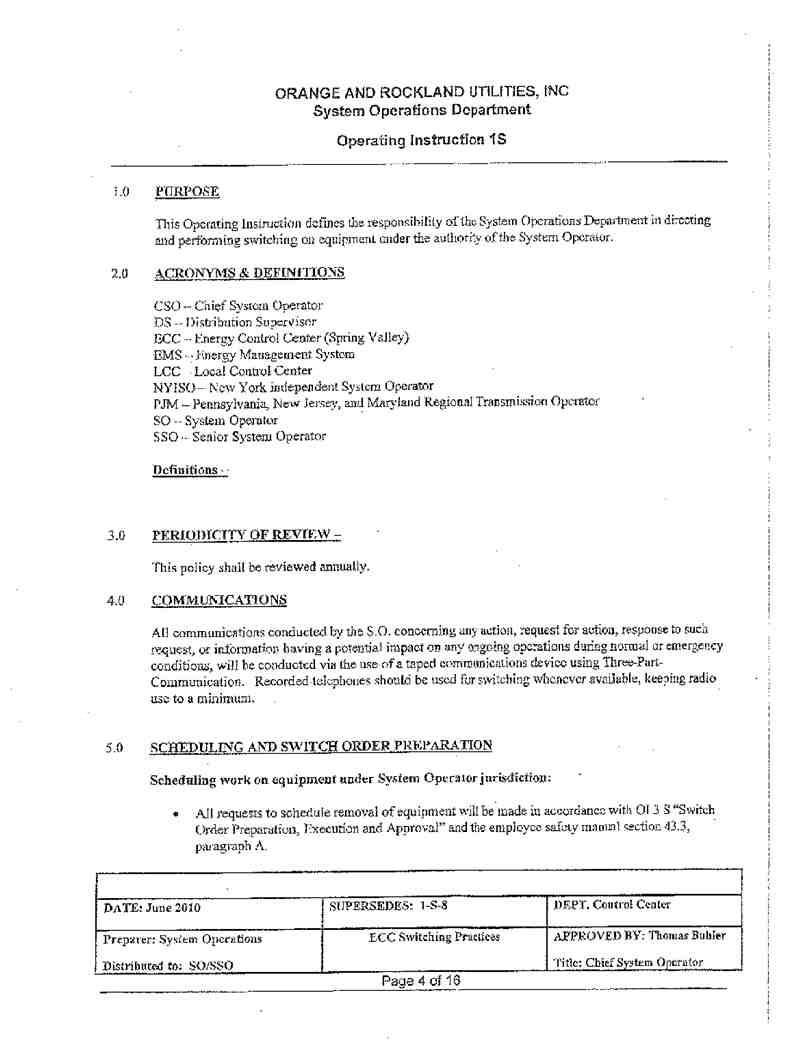 ORANGE AND ROCKLAND UTILITIES, INC
System Operations Department
Operating Instruction 1S
1.0 PURPOSE
This Operating Instruction defines the responsibility of the System Operations Department in directing
and performing switching on equipment under the authority of the System Operator.
2.0 ACRONYMS & DEFINITIONS
CSO – Chief System Operator
DS – Distribution Supervisor
ECC – Energy Control Center (Spring Valley)
EMS – Energy Management System
LCC - Local Control Center
NYISO – New York independent System Operator
PJM – Pennsylvania, New Jersey, and Maryland Regional Transmission Operator
SO – System Operator
SSO – Senior System Operator
Definitions –
3.0 PERIODICITY OF REVIEW –
This policy shall be reviewed annually.
4.0 COMMUNICATIONS
All communications conducted by the S.O. concerning any action, request for action, response to such
request, or information having a potential impact on any ongoing operations during normal or emergency
conditions, will be conducted via the use of a taped communications device using Three-Part-
Communication. Recorded telephones should be used for switching whenever available, keeping radio
use to a minimum.
5.0 SCHEDULING AND SWITCH ORDER PREPARATION
Scheduling work on equipment under System Operator jurisdiction:
• All requests to schedule removal of equipment will be made in accordance with OI 3 S “Switch
Order Preparation, Execution and Approval” and the employee safety manual section 43.3,
paragraph A.
DATE: June 2010 SUPERSEDES: 1-S-8 DEPT. Control Center
Preparer: System Operations ECC Switching Practices APPROVED BY: Thomas Buhler
Distributed to: SO/SSO Title: Chief System Operator
Page 4 of 16